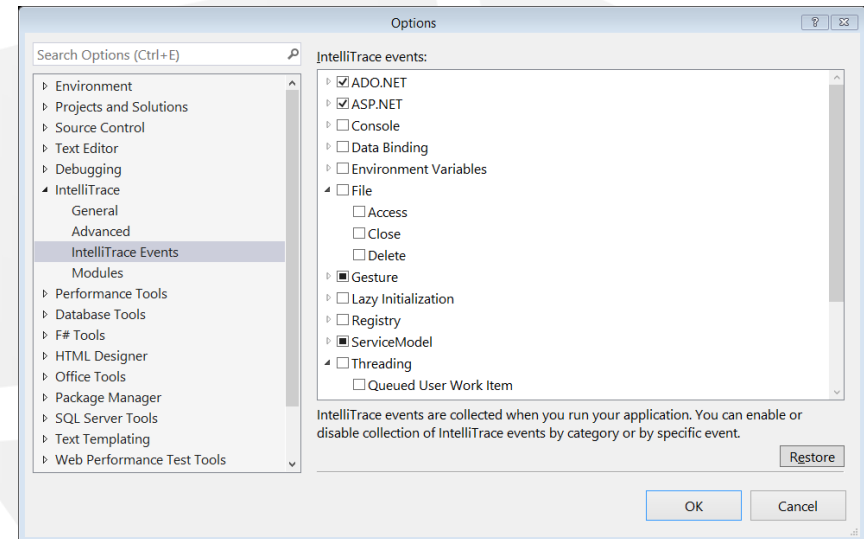 Options
Search Options (Ctrl+E)
Environment
Projects and Solutions
Source Control
Text Editor
Debugging
IntelliTrace
General
Advanced
IntelliTrace Events
Modules
Performance Tools
Database Tools
F# Tools
HTML Designer
Office Tools
Package Manager
SQL Server Tools
Text Templating
Web Performance Test Tools
IntelliTrace events:
ADO.NET
ASP.NET
Console
Data Binding
Environment Variables
File
Access
Close
Delete
Gesture
Lazy Initialization
Registry
ServiceModel
Threading
Queued User Work Item
IntelliTrace events are collected when you run your application. You can enable or
disable collection of IntelliTrace events by category or by specific event.
Restore
OK
Cancel